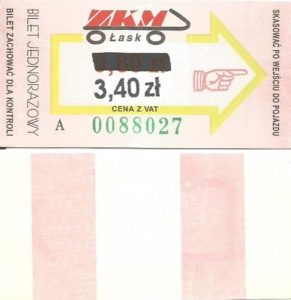 BILET ZACHOWAĆ DLA KONTROLI
BILET JEDNORAZOWY
ZKM
Łask
3,40 zł
CENA Z VAT
A 0088027
SKASOWAĆ PO WEJŚCIU DO POJAZDU